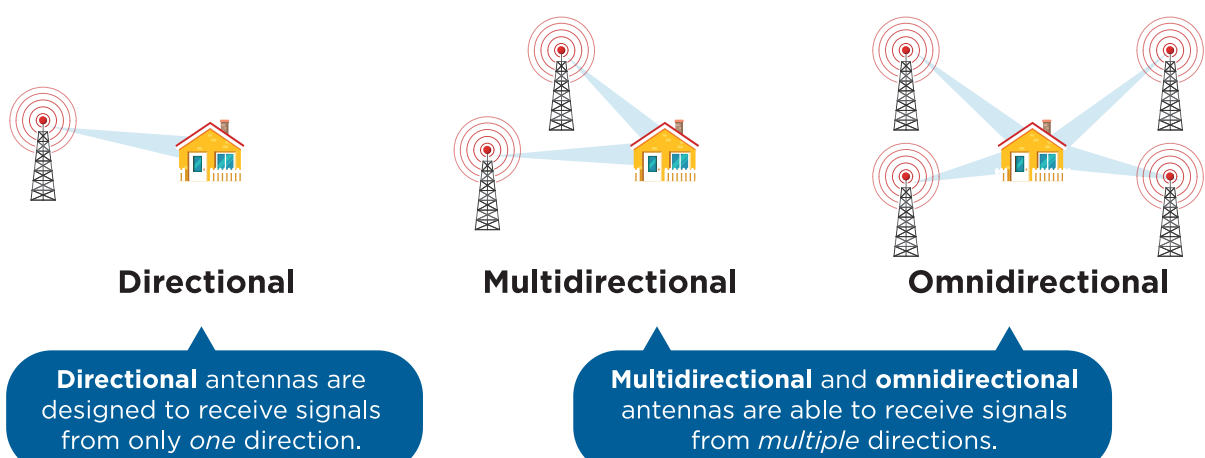 Directional
Multidirectional
Omnidirectional
Directional antennas are
designed to receive signals
from only one direction.
Multidirectional and omnidirectional
antennas are able to receive signals
from multiple directions.